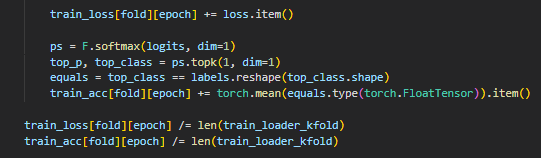 train_loss[fold][epoch] += loss.item()
ps = F.softmax(logits, dim=1)
top_p, top_class = ps.topk(1, dim=1)
equals = top_class == labels.reshape(top_class.shape)
train_acc[fold][epoch] += torch.mean(equals.type(torch.FloatTensor)).item()
train_loss[fold][epoch] /= len(train_loader_kfold)
train_acc[fold][epoch] /= len(train_loader_kfold)